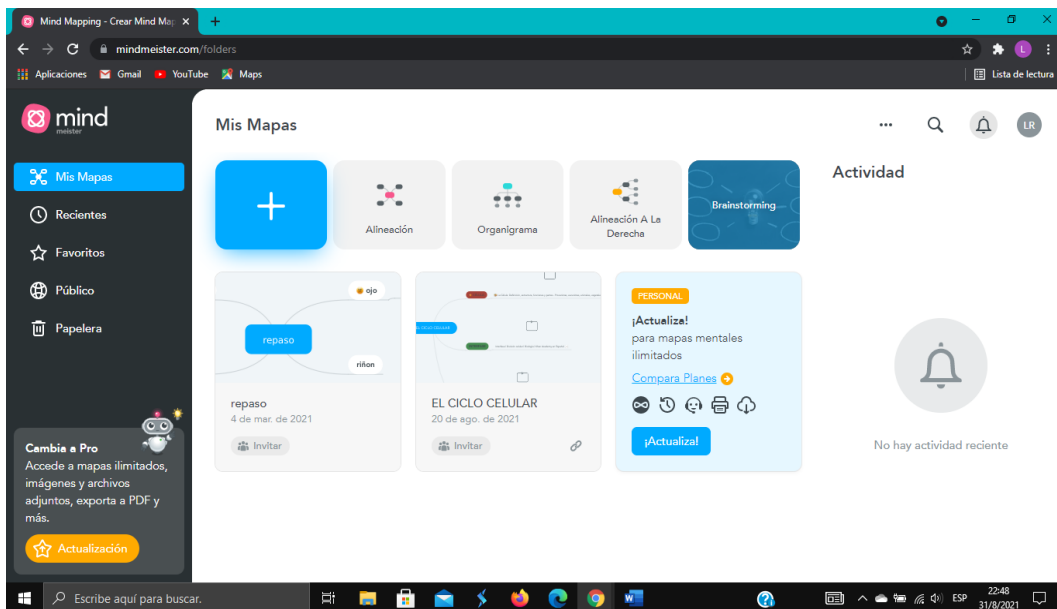 Mind Mapping - Crear Mind Ma
mindmeister.com/folders
Aplicaciones
Gmail
YouTube
Maps
Lista de lectura
mind
meister
Mis Mapas
Recientes
Favoritos
Público
Papelera
Cambia a Pro
Accede a mapas ilimitados,
imágenes y archivos
adjuntos, exporta a PDF y
más.
Actualización
Mis Mapas
LR
Alineación
Organigrama
Alineación A La
Derecha
Brainstorming
ojo
repaso
riñon
repaso
4 de mar. de 2021
Invitar
EL CICLO CELULAR
EL CICLO CELULAR
20 de ago. de 2021
Invitar
PERSONAL
¡Actualiza!
para mapas mentales
ilimitados
Compara Planes
¡Actualiza!
Actividad
No hay actividad reciente
Escribe aquí para buscar.
ESP
22:48
31/8/2021